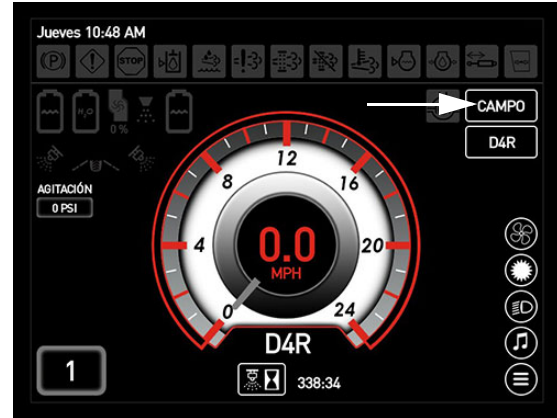 Jueves 10:48 AM
(P)
STOP
H₂O
0 %
CAMPO
D4R
AGITACIÓN
0 PSI
0
4
8
12
16
20
24
0.0
MPH
D4R
1
338:34